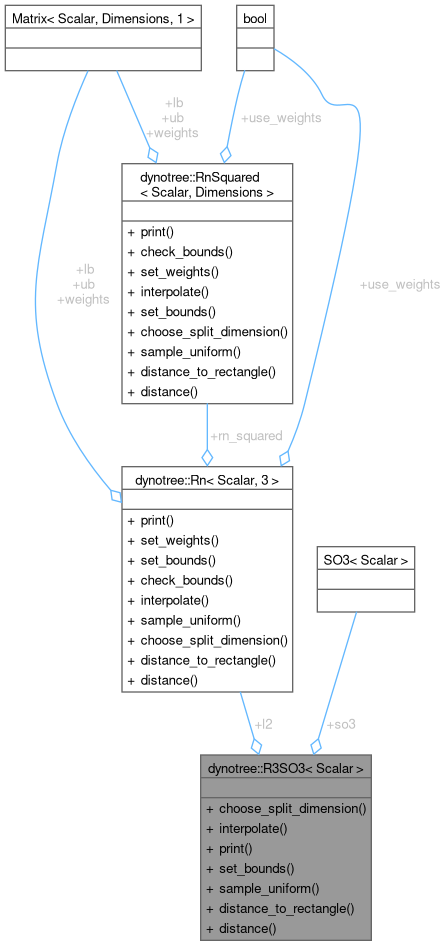 Matrix< Scalar, Dimensions, 1 >
bool
+lb
+ub
+weights
+use_weights
dynotree::RnSquared
< Scalar, Dimensions >
+ print()
+ check_bounds()
+ set_weights()
+ interpolate()
+ set_bounds()
+ choose_split_dimension()
+ sample_uniform()
+ distance_to_rectangle()
+ distance()
+lb
+ub
+weights
+use_weights
+rn_squared
dynotree::Rn< Scalar, 3 >
+ print()
+ set_weights()
+ set_bounds()
+ check_bounds()
+ interpolate()
+ sample_uniform()
+ choose_split_dimension()
+ distance_to_rectangle()
+ distance()
SO3< Scalar >
+l2
+so3
dynotree::R3SO3< Scalar >
+ choose_split_dimension()
+ interpolate()
+ print()
+ set_bounds()
+ sample_uniform()
+ distance_to_rectangle()
+ distance()